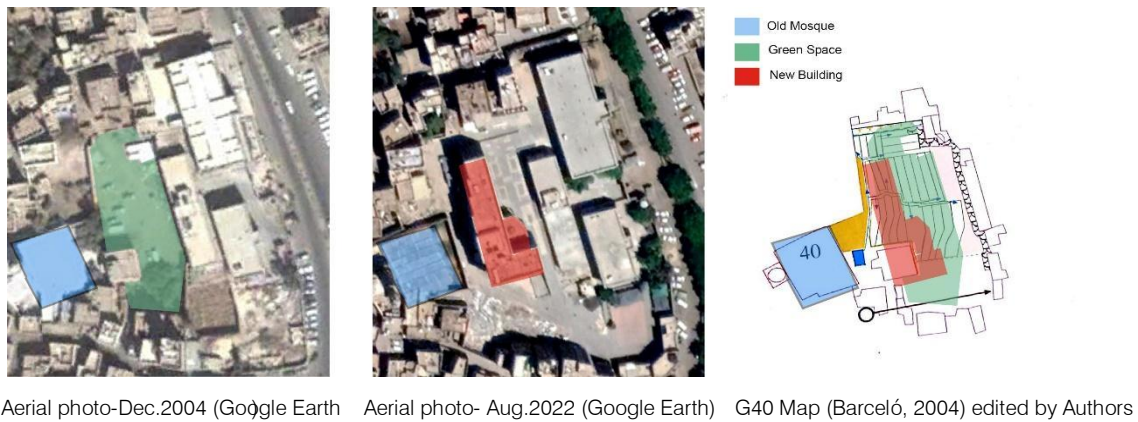 Old Mosque
Green Space
New Building
40
Aerial photo-Dec.2004 (Google Earth)
Aerial photo- Aug.2022 (Google Earth)
G40 Map (Barceló, 2004) edited by Authors